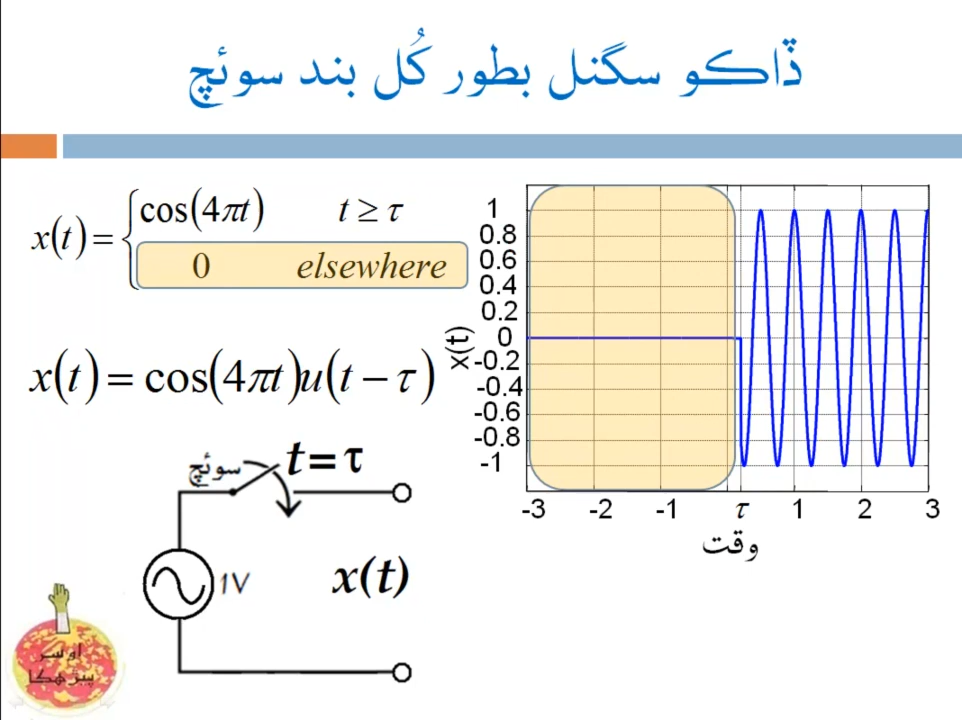 ڈاکو سگنل بطور کُل بند سوئچ
x(t) = { cos(4πt) t ≥ τ
0 elsewhere
x(t) = cos(4πt)u(t − τ)
سوئچ t = τ
1V
x(t)
1
0.8
0.6
0.4
0.2
0
-0.2
-0.4
-0.6
-0.8
-1
x(t)
-3 -2 -1 τ 1 2 3
وقت